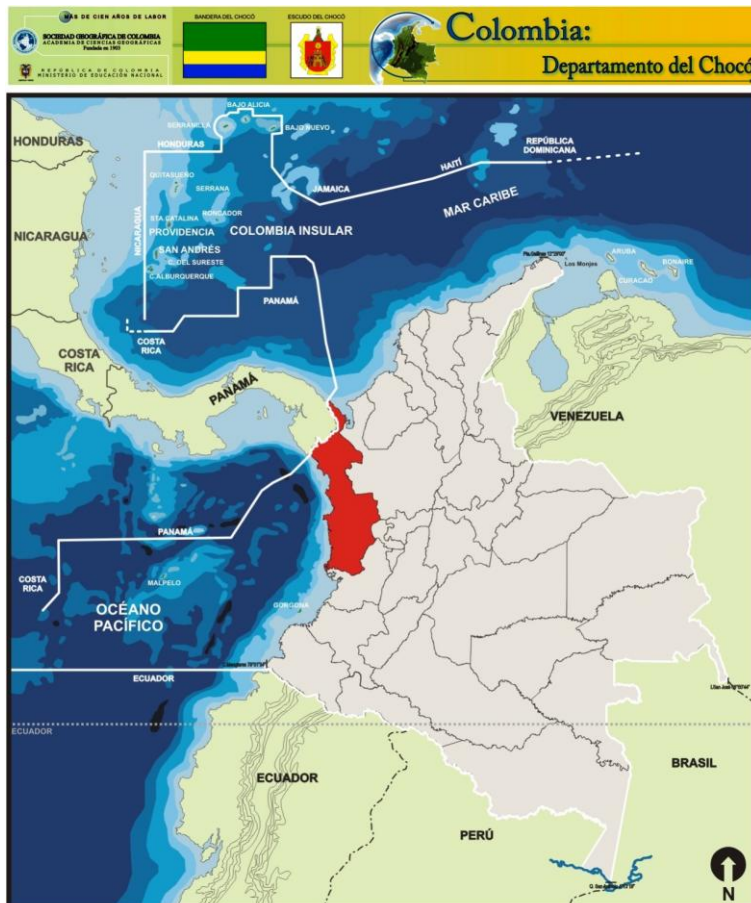 MÁS DE CIEN AÑOS DE LABOR
SOCIEDAD GEOGRÁFICA DE COLOMBIA
ACADEMIA DE CIENCIAS GEOGRÁFICAS
Fundada en 1903
REPÚBLICA DE COLOMBIA
MINISTERIO DE EDUCACIÓN NACIONAL
BANDERA DEL CHOCÓ
ESCUDO DEL CHOCÓ
Colombia:
Departamento del Chocó
BAJO ALICIA
SERRANILLA
BAJO NUEVO
HONDURAS
HONDURAS
REPÚBLICA
DOMINICANA
HAITÍ
QUITASUEÑO
JAMAICA
SERRANA
MAR CARIBE
STA. CATALINA
RONCADOR
PROVIDENCIA
COLOMBIA INSULAR
NICARAGUA
NICARAGUA
SAN ANDRÉS
C. DEL SURESTE
C. ALBURQUERQUE
Los Monjes
ARUBA
BONAIRE
CURACAO
PANAMÁ
COSTA
RICA
COSTA
RICA
PANAMÁ
VENEZUELA
PANAMÁ
COSTA
RICA
MALPELO
OCÉANO
PACÍFICO
GORGONA
ECUADOR
ECUADOR
ECUADOR
BRASIL
PERÚ
N